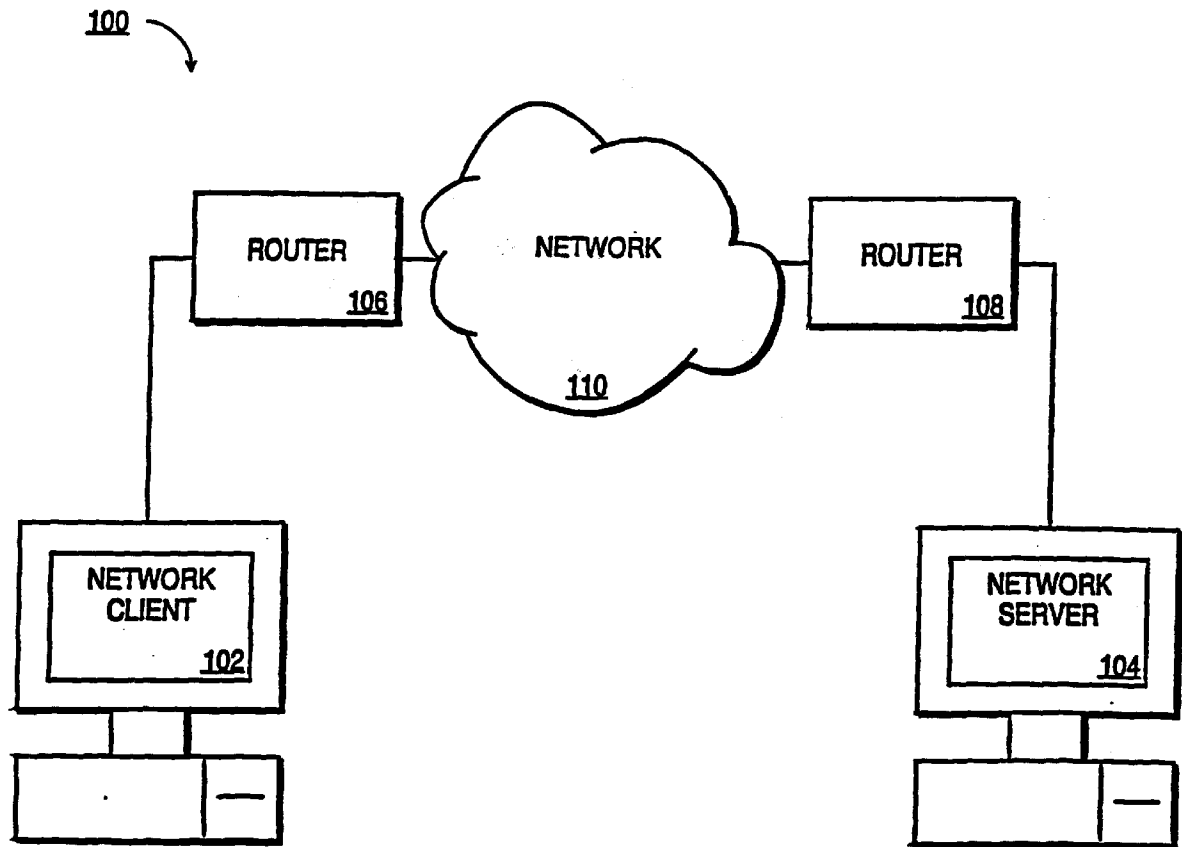 100
ROUTER
106
NETWORK
110
ROUTER
108
NETWORK
CLIENT
102
NETWORK
SERVER
104